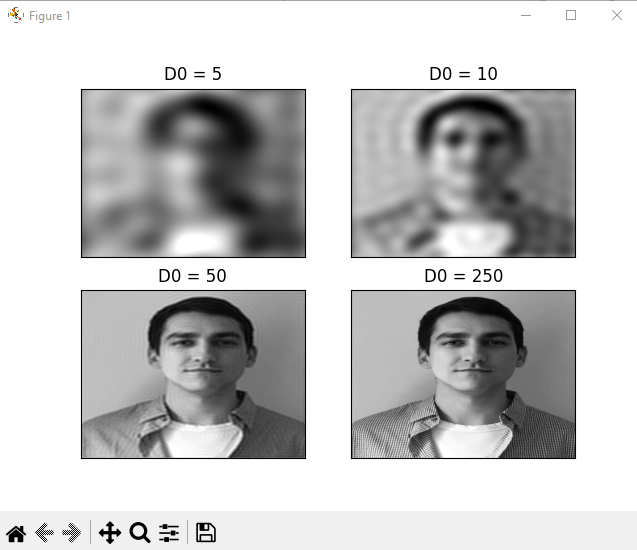 Figure 1
D0 = 5
D0 = 10
D0 = 50
D0 = 250